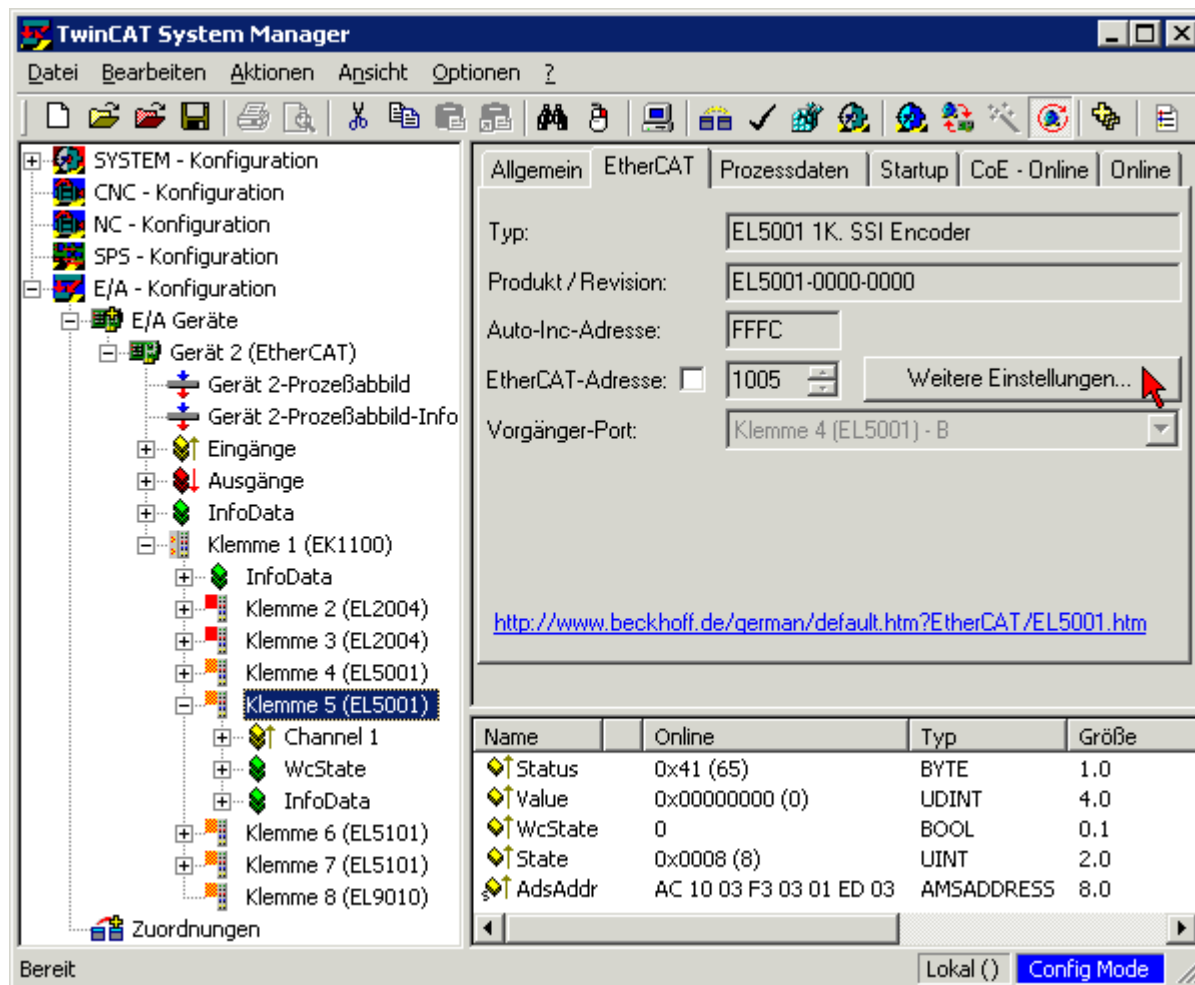 TwinCAT System Manager
Datei Bearbeiten Aktionen Ansicht Optionen ?
SYSTEM - Konfiguration
CNC - Konfiguration
NC - Konfiguration
SPS - Konfiguration
E/A - Konfiguration
E/A Geräte
Gerät 2 (EtherCAT)
Gerät 2-Prozeßabbild
Gerät 2-Prozeßabbild-Info
Eingänge
Ausgänge
InfoData
Klemme 1 (EK1100)
InfoData
Klemme 2 (EL2004)
Klemme 3 (EL2004)
Klemme 4 (EL5001)
Klemme 5 (EL5001)
Channel 1
WcState
InfoData
Klemme 6 (EL5101)
Klemme 7 (EL5101)
Klemme 8 (EL9010)
Zuordnungen
Allgemein EtherCAT Prozessdaten Startup CoE - Online Online
Typ: EL5001 1K. SSI Encoder
Produkt / Revision: EL5001-0000-0000
Auto-Inc-Adresse: FFFC
EtherCAT-Adresse: 1005 Weitere Einstellungen...
Vorgänger-Port: Klemme 4 (EL5001) - B
http://www.beckhoff.de/german/default.htm?EtherCAT/EL5001.htm
Name Online Typ Größe
Status 0x41 (65) BYTE 1.0
Value 0x00000000 (0) UDINT 4.0
WcState 0 BOOL 0.1
State 0x0008 (8) UINT 2.0
AdsAddr AC 10 03 F3 03 01 ED 03 AMSADDRESS 8.0
Bereit Lokal () Config Mode